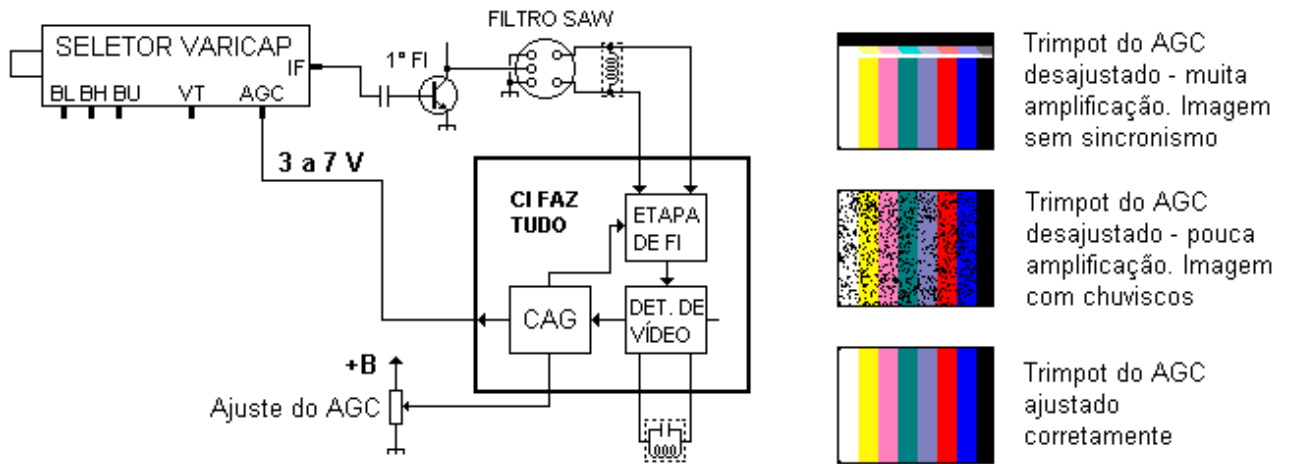 FILTRO SAW
SELETOR VARICAP
IF
1° FI
BL BH BU VT AGC
3 a 7 V
CI FAZ
TUDO
ETAPA
DE FI
CAG
DET. DE
VÍDEO
+B
Ajuste do AGC
Trimpot do AGC
desajustado - muita
amplificação. Imagem
sem sincronismo
Trimpot do AGC
desajustado - pouca
amplificação. Imagem
com chuviscos
Trimpot do AGC
ajustado
corretamente